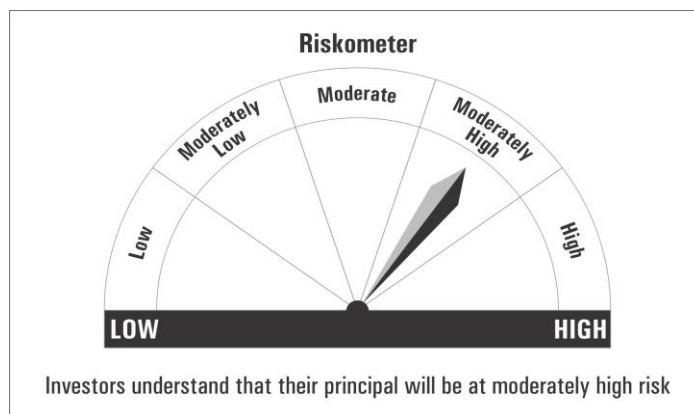 Riskometer
Low
Moderately
Low
Moderate
Moderately
High
High
LOW
HIGH
Investors understand that their principal will be at moderately high risk